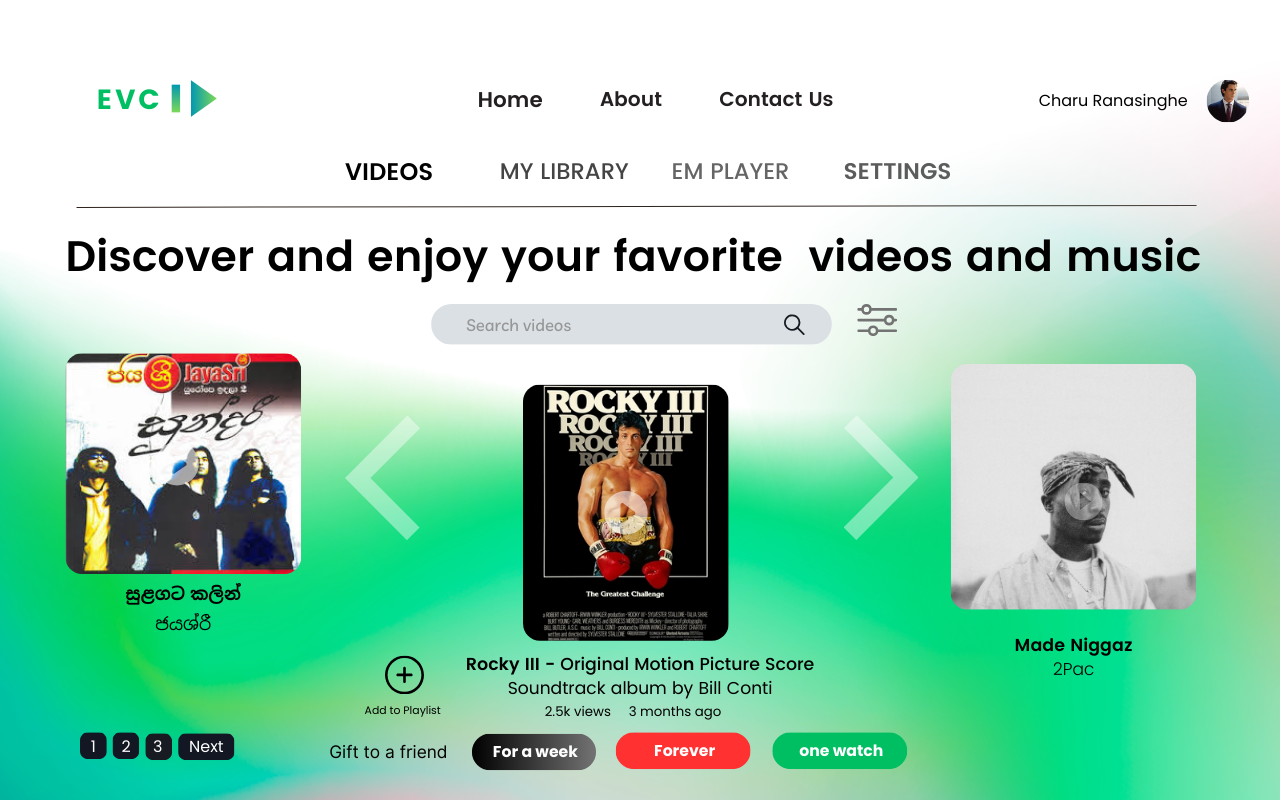 EVC
Home About Contact Us
Charu Ranasinghe
VIDEOS MY LIBRARY EM PLAYER SETTINGS
Discover and enjoy your favorite videos and music
Search videos
ජය ශ්‍රී JayaSri
යුරෝපෙ ඉඳලා 2
සුන්දරී
සුළගට කලින්
ජයශ්රී
ROCKY III
ROCKY III
ROCKY III
ROCKY III
The Greatest Challenge
Rocky III - Original Motion Picture Score
Soundtrack album by Bill Conti
2.5k views 3 months ago
Made Niggaz
2Pac
Add to Playlist
1 2 3 Next
Gift to a friend For a week Forever one watch